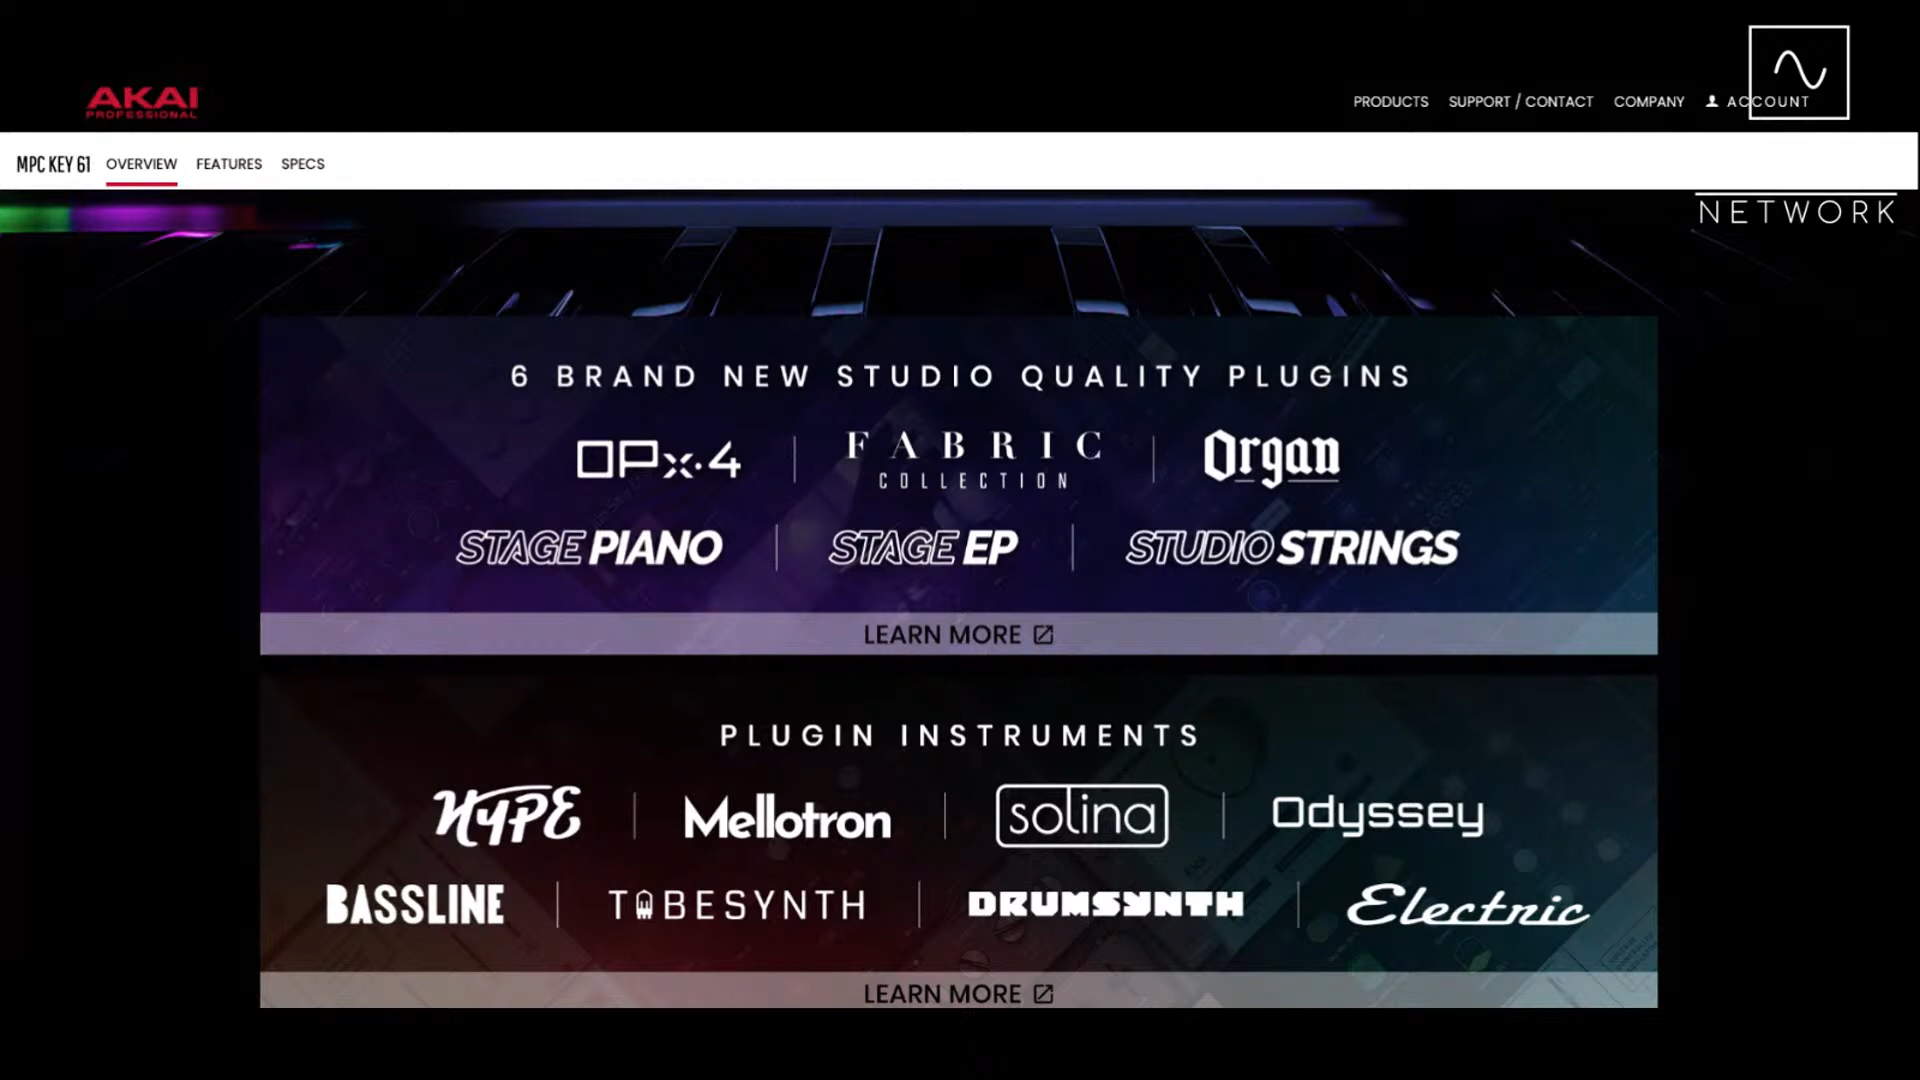 AKAI
PROFESSIONAL
PRODUCTS SUPPORT / CONTACT COMPANY ACCOUNT
MPC KEY 61 OVERVIEW FEATURES SPECS
NETWORK
6 BRAND NEW STUDIO QUALITY PLUGINS
OPx·4 FABRIC COLLECTION Organ
STAGE PIANO STAGE EP STUDIO STRINGS
LEARN MORE
PLUGIN INSTRUMENTS
HYPE Mellotron solina Odyssey
BASSLINE TUBESYNTH DRUMSYNTH Electric
LEARN MORE